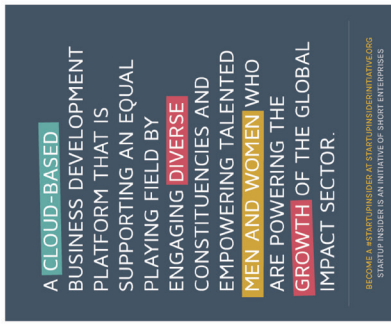 A CLOUD-BASED
BUSINESS DEVELOPMENT
PLATFORM THAT IS
SUPPORTING AN EQUAL
PLAYING FIELD BY
ENGAGING DIVERSE
CONSTITUENCIES AND
EMPOWERING TALENTED
MEN AND WOMEN WHO
ARE POWERING THE
GROWTH OF THE GLOBAL
IMPACT SECTOR.
BECOME A #STARTUPINSIDER AT STARTUPINSIDERINITIATIVE.ORG
STARTUP INSIDER IS AN INITIATIVE OF SHORT ENTERPRISES